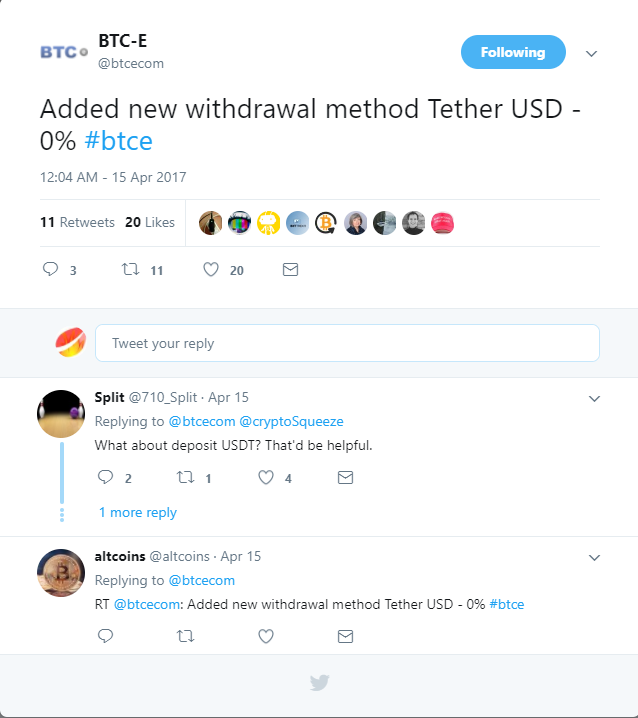 BTC
BTC-E
@btcecom
Following
Added new withdrawal method Tether USD -
0% #btce
12:04 AM - 15 Apr 2017
11 Retweets 20 Likes
3 11 20
Tweet your reply
Split @710_Split · Apr 15
Replying to @btcecom @cryptoSqueeze
What about deposit USDT? That'd be helpful.
2 1 4
1 more reply
altcoins @altcoins · Apr 15
Replying to @btcecom
RT @btcecom: Added new withdrawal method Tether USD - 0% #btce